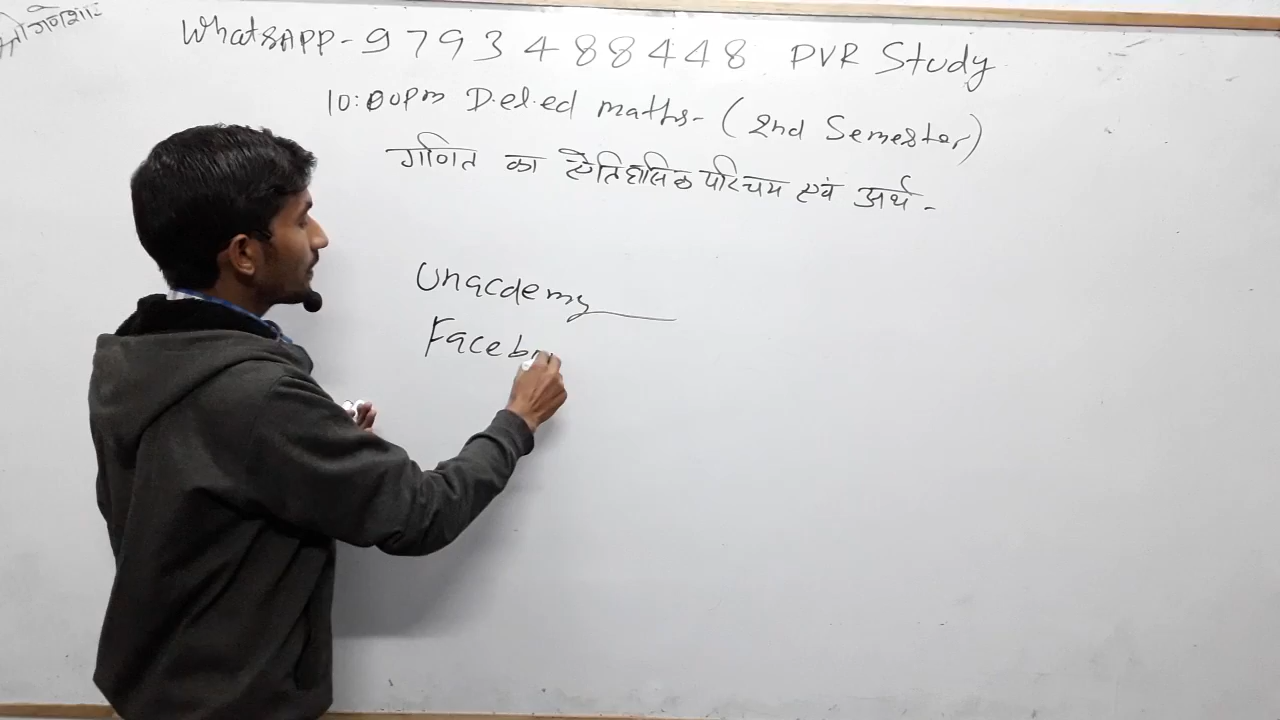 श्री गणेशाः
WhatsAPP - 9793488448 PVR Study
10:00pm D.el.ed maths - (2nd Semester)
गणित का ऐतिहासिक परिचय एवं अर्थ -
Unacdemy
Faceb